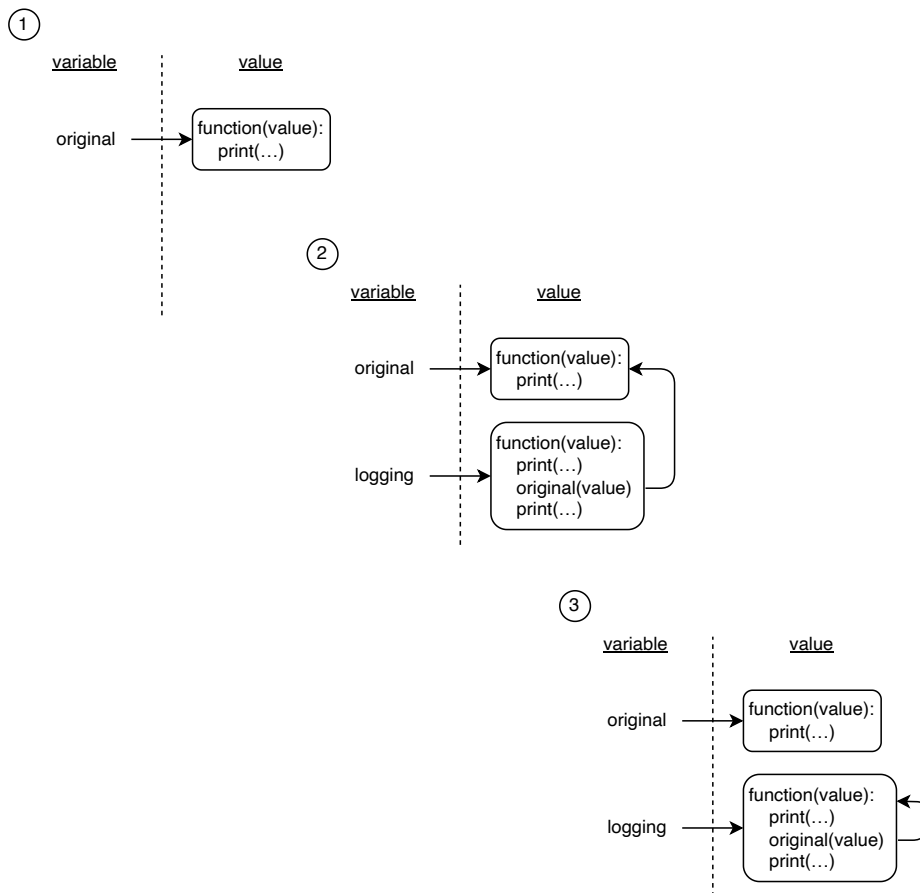 1
variable value
original function(value):
print(…)
2
variable value
original function(value):
print(…)
logging function(value):
print(…)
original(value)
print(…)
3
variable value
original function(value):
print(…)
logging function(value):
print(…)
original(value)
print(…)